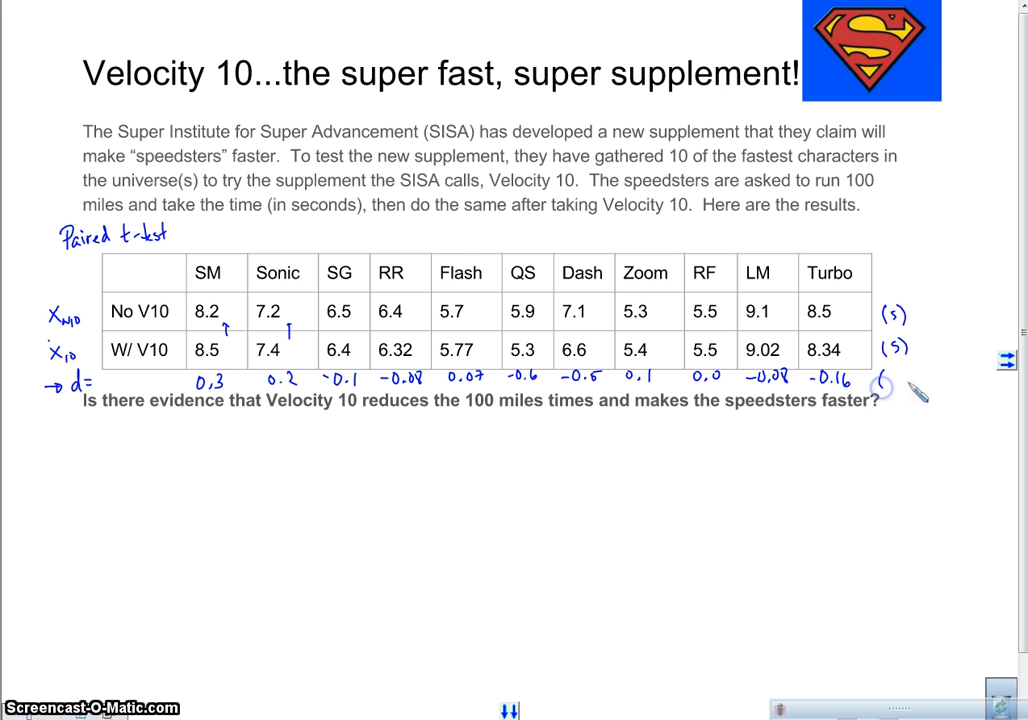 Velocity 10...the super fast, super supplement!
The Super Institute for Super Advancement (SISA) has developed a new supplement that they claim will
make “speedsters” faster.  To test the new supplement, they have gathered 10 of the fastest characters in
the universe(s) to try the supplement the SISA calls, Velocity 10.  The speedsters are asked to run 100
miles and take the time (in seconds), then do the same after taking Velocity 10.  Here are the results.
Paired t-test
SM Sonic SG RR Flash QS Dash Zoom RF LM Turbo
X_N10 No V10 8.2 7.2 6.5 6.4 5.7 5.9 7.1 5.3 5.5 9.1 8.5 (s)
X_10 W/ V10 8.5 7.4 6.4 6.32 5.77 5.3 6.6 5.4 5.5 9.02 8.34 (s)
→ d= 0.3 0.2 -0.1 -0.08 0.07 -0.6 -0.5 0.1 0.0 -0.08 -0.16 (
Is there evidence that Velocity 10 reduces the 100 miles times and makes the speedsters faster?
Screencast-O-Matic.com